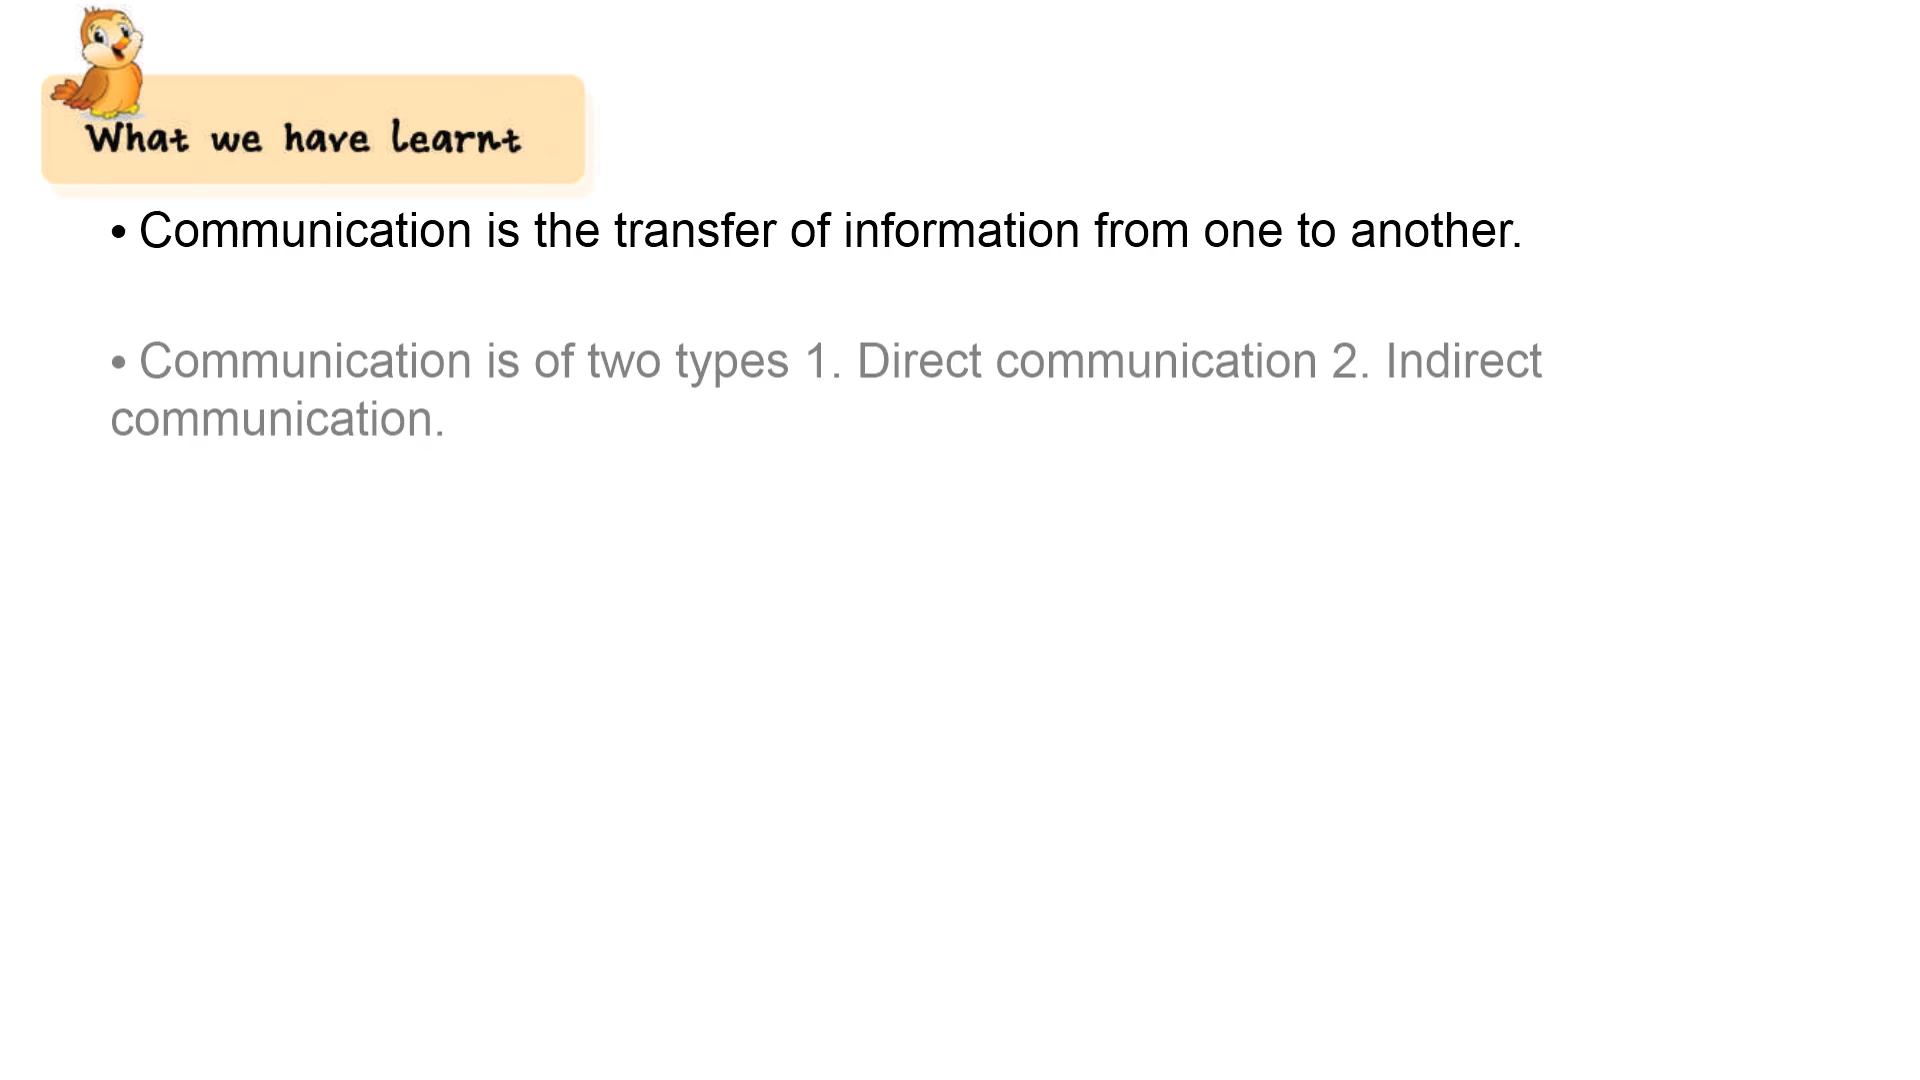 What we have learnt
• Communication is the transfer of information from one to another.
• Communication is of two types 1. Direct communication 2. Indirect
communication.